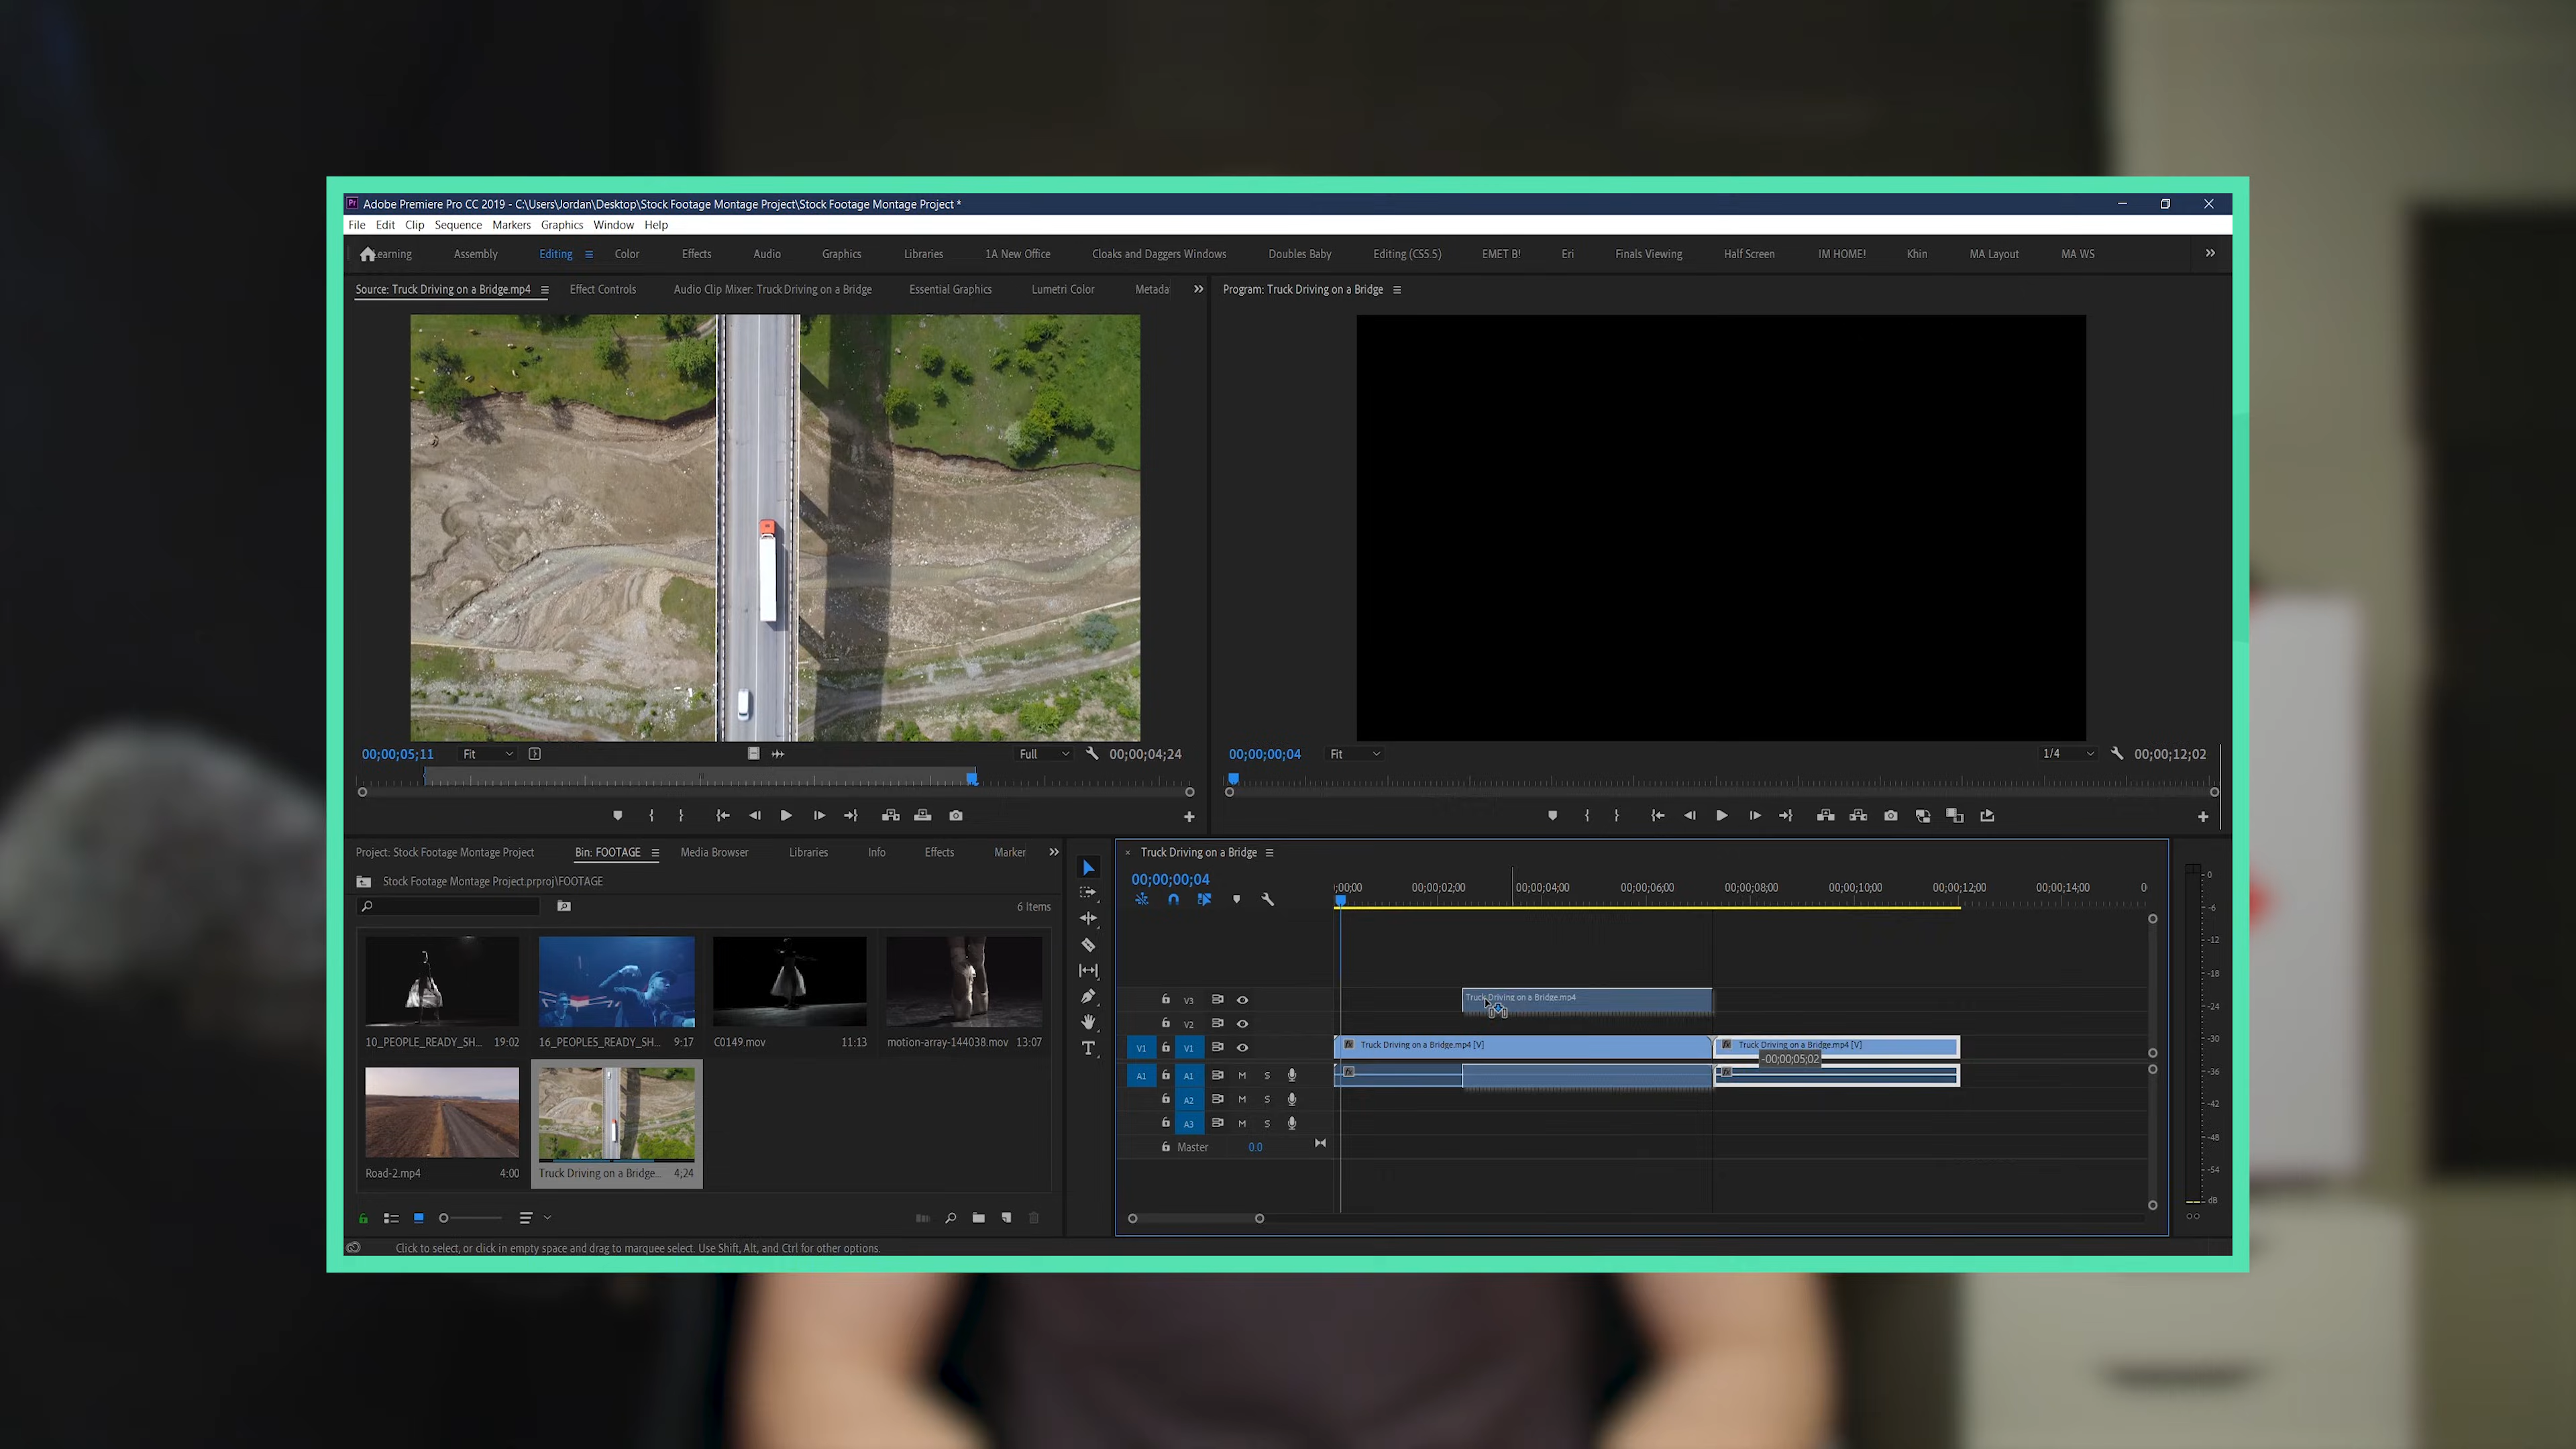 Adobe Premiere Pro CC 2019 - C:\Users\Jordan\Desktop\Stock Footage Montage Project\Stock Footage Montage Project *
File Edit Clip Sequence Markers Graphics Window Help
Learning Assembly Editing Color Effects Audio Graphics Libraries 1A New Office Cloaks and Daggers Windows Doubles Baby Editing (CS5.5) EMET B! Eri Finals Viewing Half Screen IM HOME! Khin MA Layout MA WS
Source: Truck Driving on a Bridge.mp4 Effect Controls Audio Clip Mixer: Truck Driving on a Bridge Essential Graphics Lumetri Color Metada
Program: Truck Driving on a Bridge
00;00;05;11 Fit Full 00;00;04;24
00;00;00;04 Fit 1/4 00;00;12;02
Project: Stock Footage Montage Project Bin: FOOTAGE Media Browser Libraries Info Effects Marker
Stock Footage Montage Project.prproj\FOOTAGE
6 Items
10_PEOPLE_READY_SH... 19:02
16_PEOPLES_READY_SH... 9:17
C0149.mov 11:13
motion-array-144038.mov 13:07
Road-2.mp4 4:00
Truck Driving on a Bridge... 4;24
Truck Driving on a Bridge
00;00;00;04
;00;00 00;00;02;00 00;00;04;00 00;00;06;00 00;00;08;00 00;00;10;00 00;00;12;00 00;00;14;00 0
V3
Truck Driving on a Bridge.mp4
V2
V1 V1
Truck Driving on a Bridge.mp4 [V]
Truck Driving on a Bridge.mp4 [V]
-00;00;05;02
A1 A1 M S
A2 M S
A3 M S
Master 0.0
0
-6
-12
-18
-24
-30
-36
-42
-48
-54
dB
Click to select, or click in empty space and drag to marquee select. Use Shift, Alt, and Ctrl for other options.